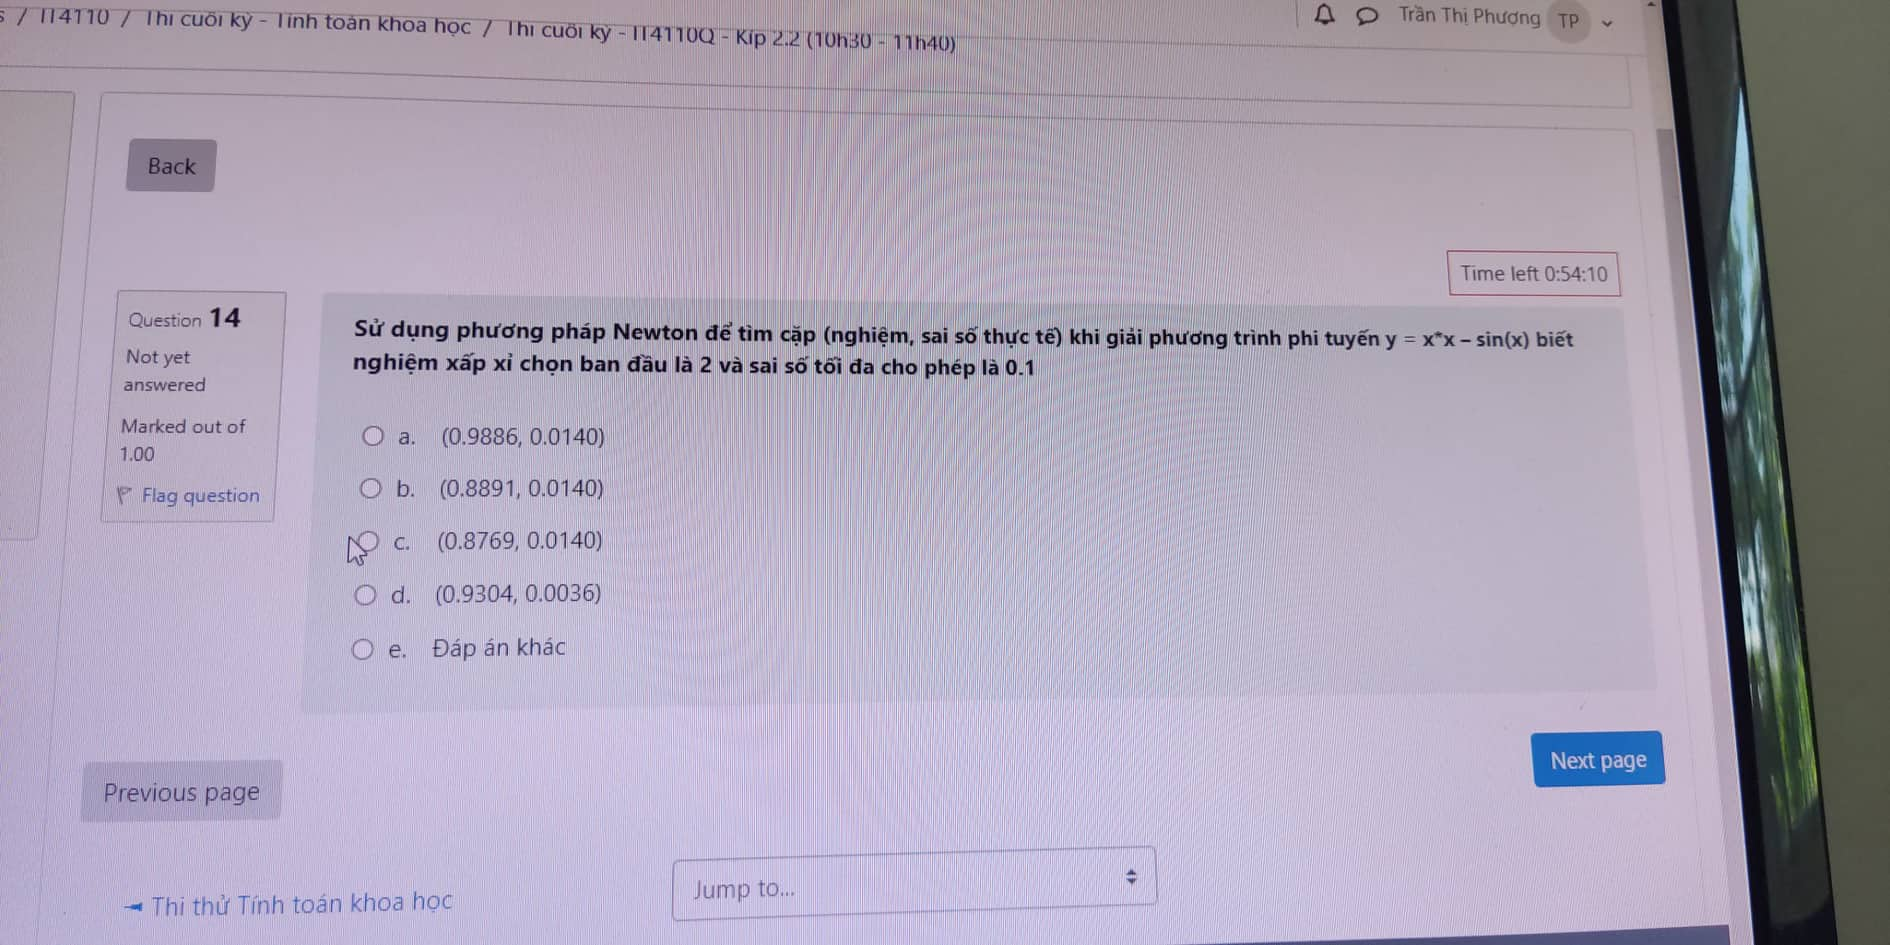 s / IT4110 / Thi cuối kỳ - Tính toán khoa học / Thi cuối kỳ - IT4110Q - Kíp 2.2 (10h30 - 11h40)
Trần Thị Phượng TP
Back
Time left 0:54:10
Question 14
Not yet
answered
Marked out of
1.00
Flag question
Sử dụng phương pháp Newton để tìm cặp (nghiệm, sai số thực tế) khi giải phương trình phi tuyến y = x*x – sin(x) biết
nghiệm xấp xỉ chọn ban đầu là 2 và sai số tối đa cho phép là 0.1
a. (0.9886, 0.0140)
b. (0.8891, 0.0140)
c. (0.8769, 0.0140)
d. (0.9304, 0.0036)
e. Đáp án khác
Next page
Previous page
Thi thử Tính toán khoa học
Jump to...